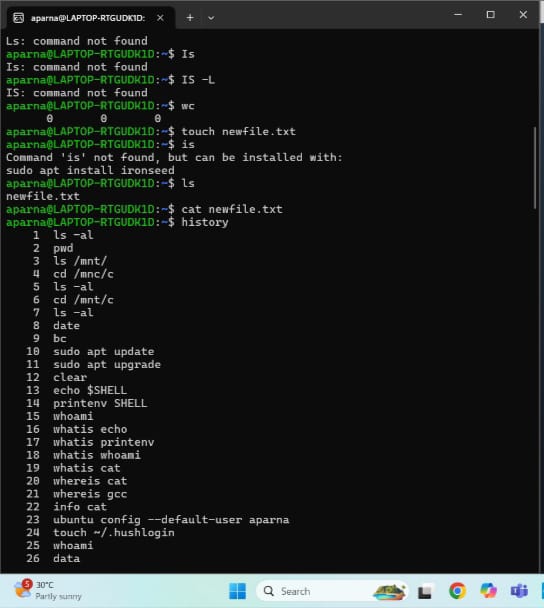 aparna@LAPTOP-RTGUDK1D:
Ls: command not found
aparna@LAPTOP-RTGUDK1D:~$ Is
Is: command not found
aparna@LAPTOP-RTGUDK1D:~$ IS -L
IS: command not found
aparna@LAPTOP-RTGUDK1D:~$ wc
0 0 0
aparna@LAPTOP-RTGUDK1D:~$ touch newfile.txt
aparna@LAPTOP-RTGUDK1D:~$ is
Command 'is' not found, but can be installed with:
sudo apt install ironseed
aparna@LAPTOP-RTGUDK1D:~$ ls
newfile.txt
aparna@LAPTOP-RTGUDK1D:~$ cat newfile.txt
aparna@LAPTOP-RTGUDK1D:~$ history
1 ls -al
2 pwd
3 ls /mnt/
4 cd /mnc/c
5 ls -al
6 cd /mnt/c
7 ls -al
8 date
9 bc
10 sudo apt update
11 sudo apt upgrade
12 clear
13 echo $SHELL
14 printenv SHELL
15 whoami
16 whatis echo
17 whatis printenv
18 whatis whoami
19 whatis cat
20 whereis cat
21 whereis gcc
22 info cat
23 ubuntu config --default-user aparna
24 touch ~/.hushlogin
25 whoami
26 data
5
30°C
Partly sunny
Search